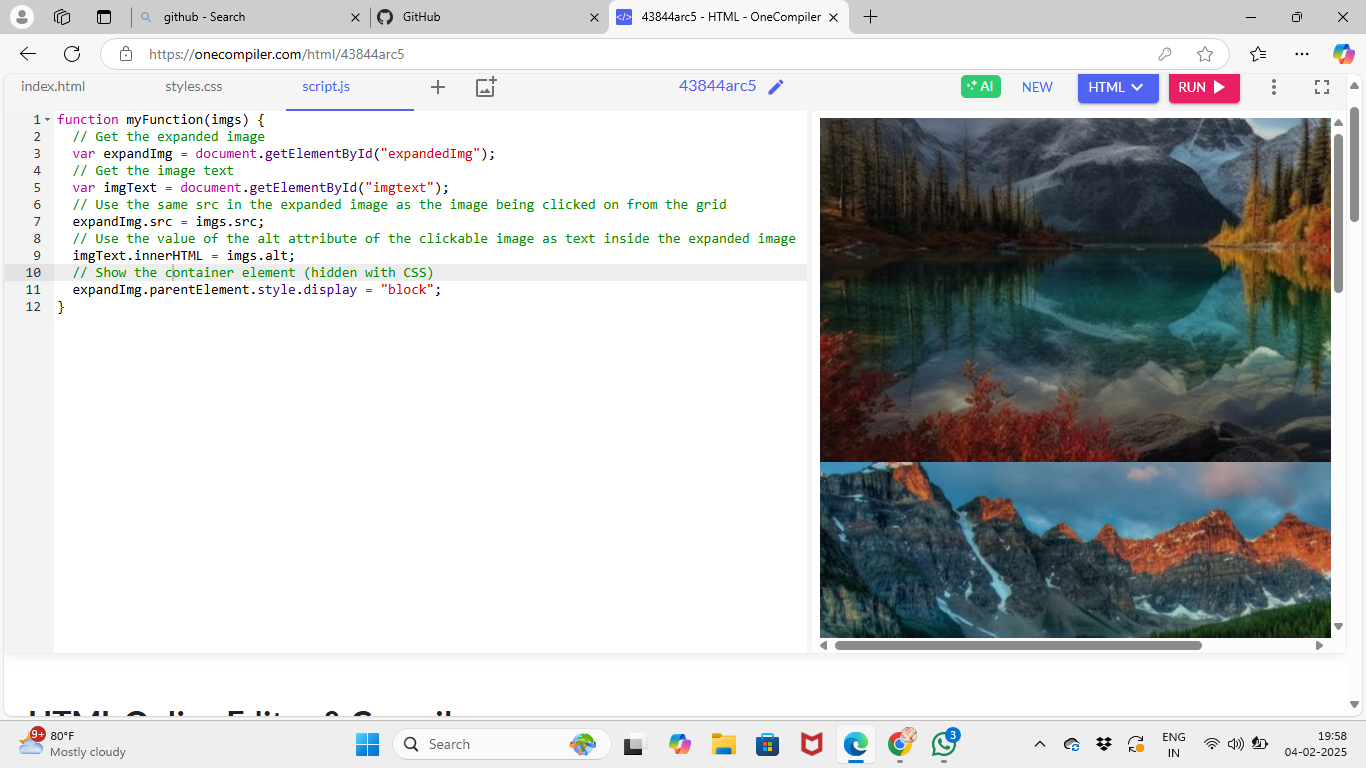 github - Search
GitHub
43844arc5 - HTML - OneCompiler
https://onecompiler.com/html/43844arc5
index.html
styles.css
script.js
43844arc5
AI
NEW
HTML
RUN
1 function myFunction(imgs) {
2 // Get the expanded image
3 var expandImg = document.getElementById("expandedImg");
4 // Get the image text
5 var imgText = document.getElementById("imgtext");
6 // Use the same src in the expanded image as the image being clicked on from the grid
7 expandImg.src = imgs.src;
8 // Use the value of the alt attribute of the clickable image as text inside the expanded image
9 imgText.innerHTML = imgs.alt;
10 // Show the container element (hidden with CSS)
11 expandImg.parentElement.style.display = "block";
12 }
HTML Online Editor & Compiler
9+
80°F
Mostly cloudy
Search
3
ENG
IN
19:58
04-02-2025